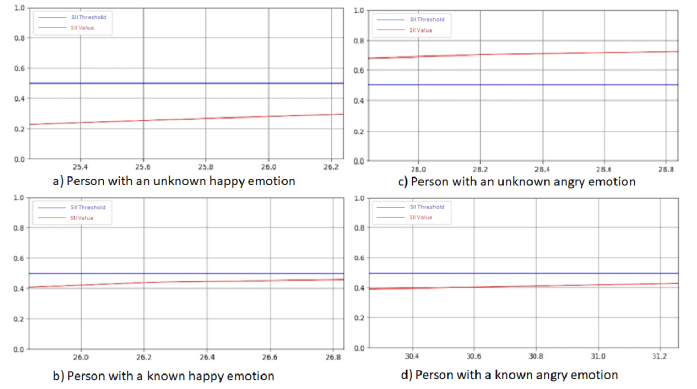 1.0
SII Threshold
SII Value
0.8
0.6
0.4
0.2
0.0
25.4 25.6 25.8 26.0 26.2
a) Person with an unknown happy emotion
1.0
SII Threshold
SII Value
0.8
0.6
0.4
0.2
0.0
28.0 28.2 28.4 28.6 28.8
c) Person with an unknown angry emotion
1.0
SII Threshold
SII Value
0.8
0.6
0.4
0.2
0.0
26.0 26.2 26.4 26.6 26.8
b) Person with a known happy emotion
1.0
SII Threshold
SII Value
0.8
0.6
0.4
0.2
0.0
30.4 30.6 30.8 31.0 31.2
d) Person with a known angry emotion